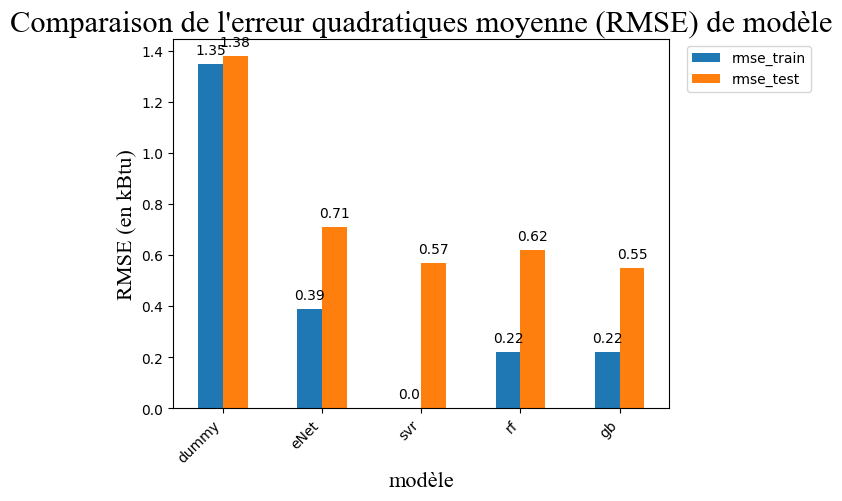 Comparaison de l'erreur quadratiques moyenne (RMSE) de modèle
rmse_train
rmse_test
RMSE (en kBtu)
1.4
1.2
1.0
0.8
0.6
0.4
0.2
0.0
1.35
1.38
0.39
0.71
0.0
0.57
0.22
0.62
0.22
0.55
dummy
eNet
svr
rf
gb
modèle